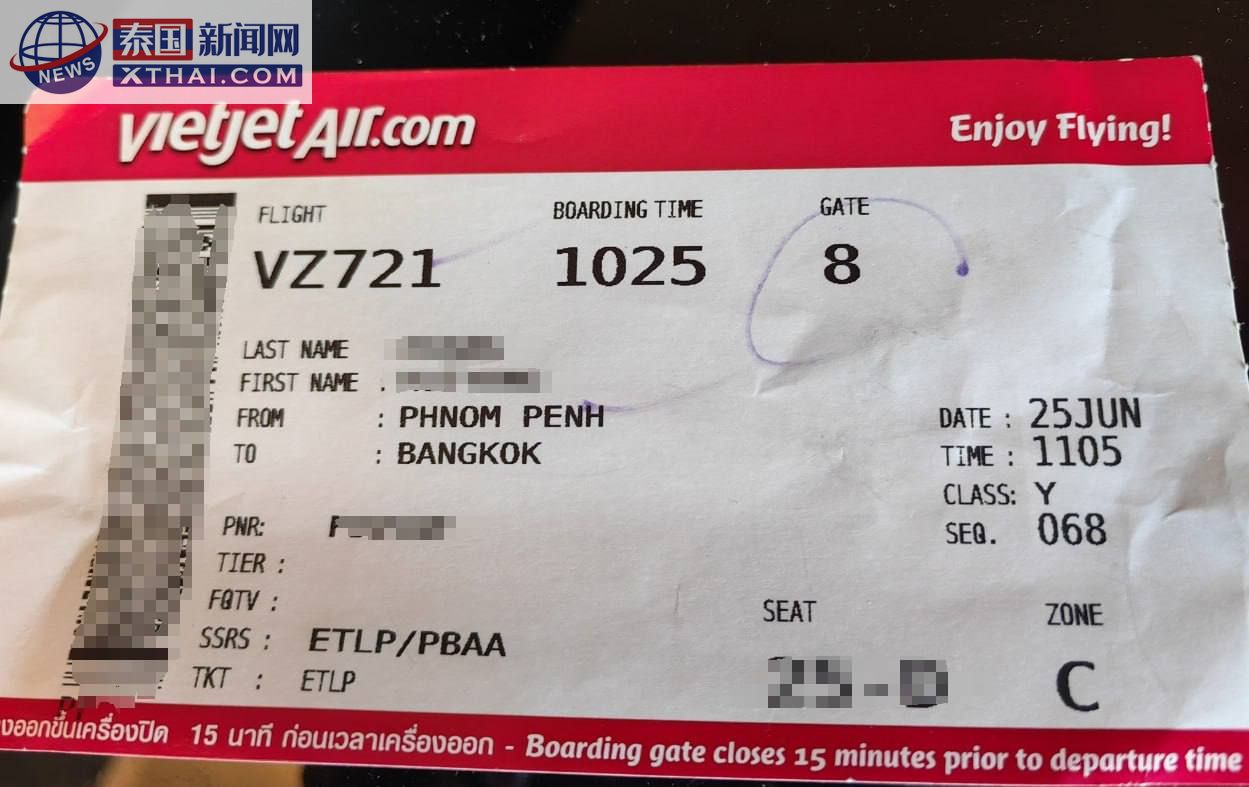 NEWS
泰国新闻网
XTHAI.COM
vietjetAir.com
Enjoy Flying!
FLIGHT BOARDING TIME GATE
VZ721 1025 8
LAST NAME
FIRST NAME :
FROM : PHNOM PENH
TO : BANGKOK
DATE : 25JUN
TIME : 1105
CLASS: Y
SEQ. 068
PNR:
TIER :
FQTV :
SSRS : ETLP/PBAA
TKT : ETLP
SEAT ZONE
25-D C
งออกขึ้นเครื่องปิด 15 นาที ก่อนเวลาเครื่องออก - Boarding gate closes 15 minutes prior to departure time